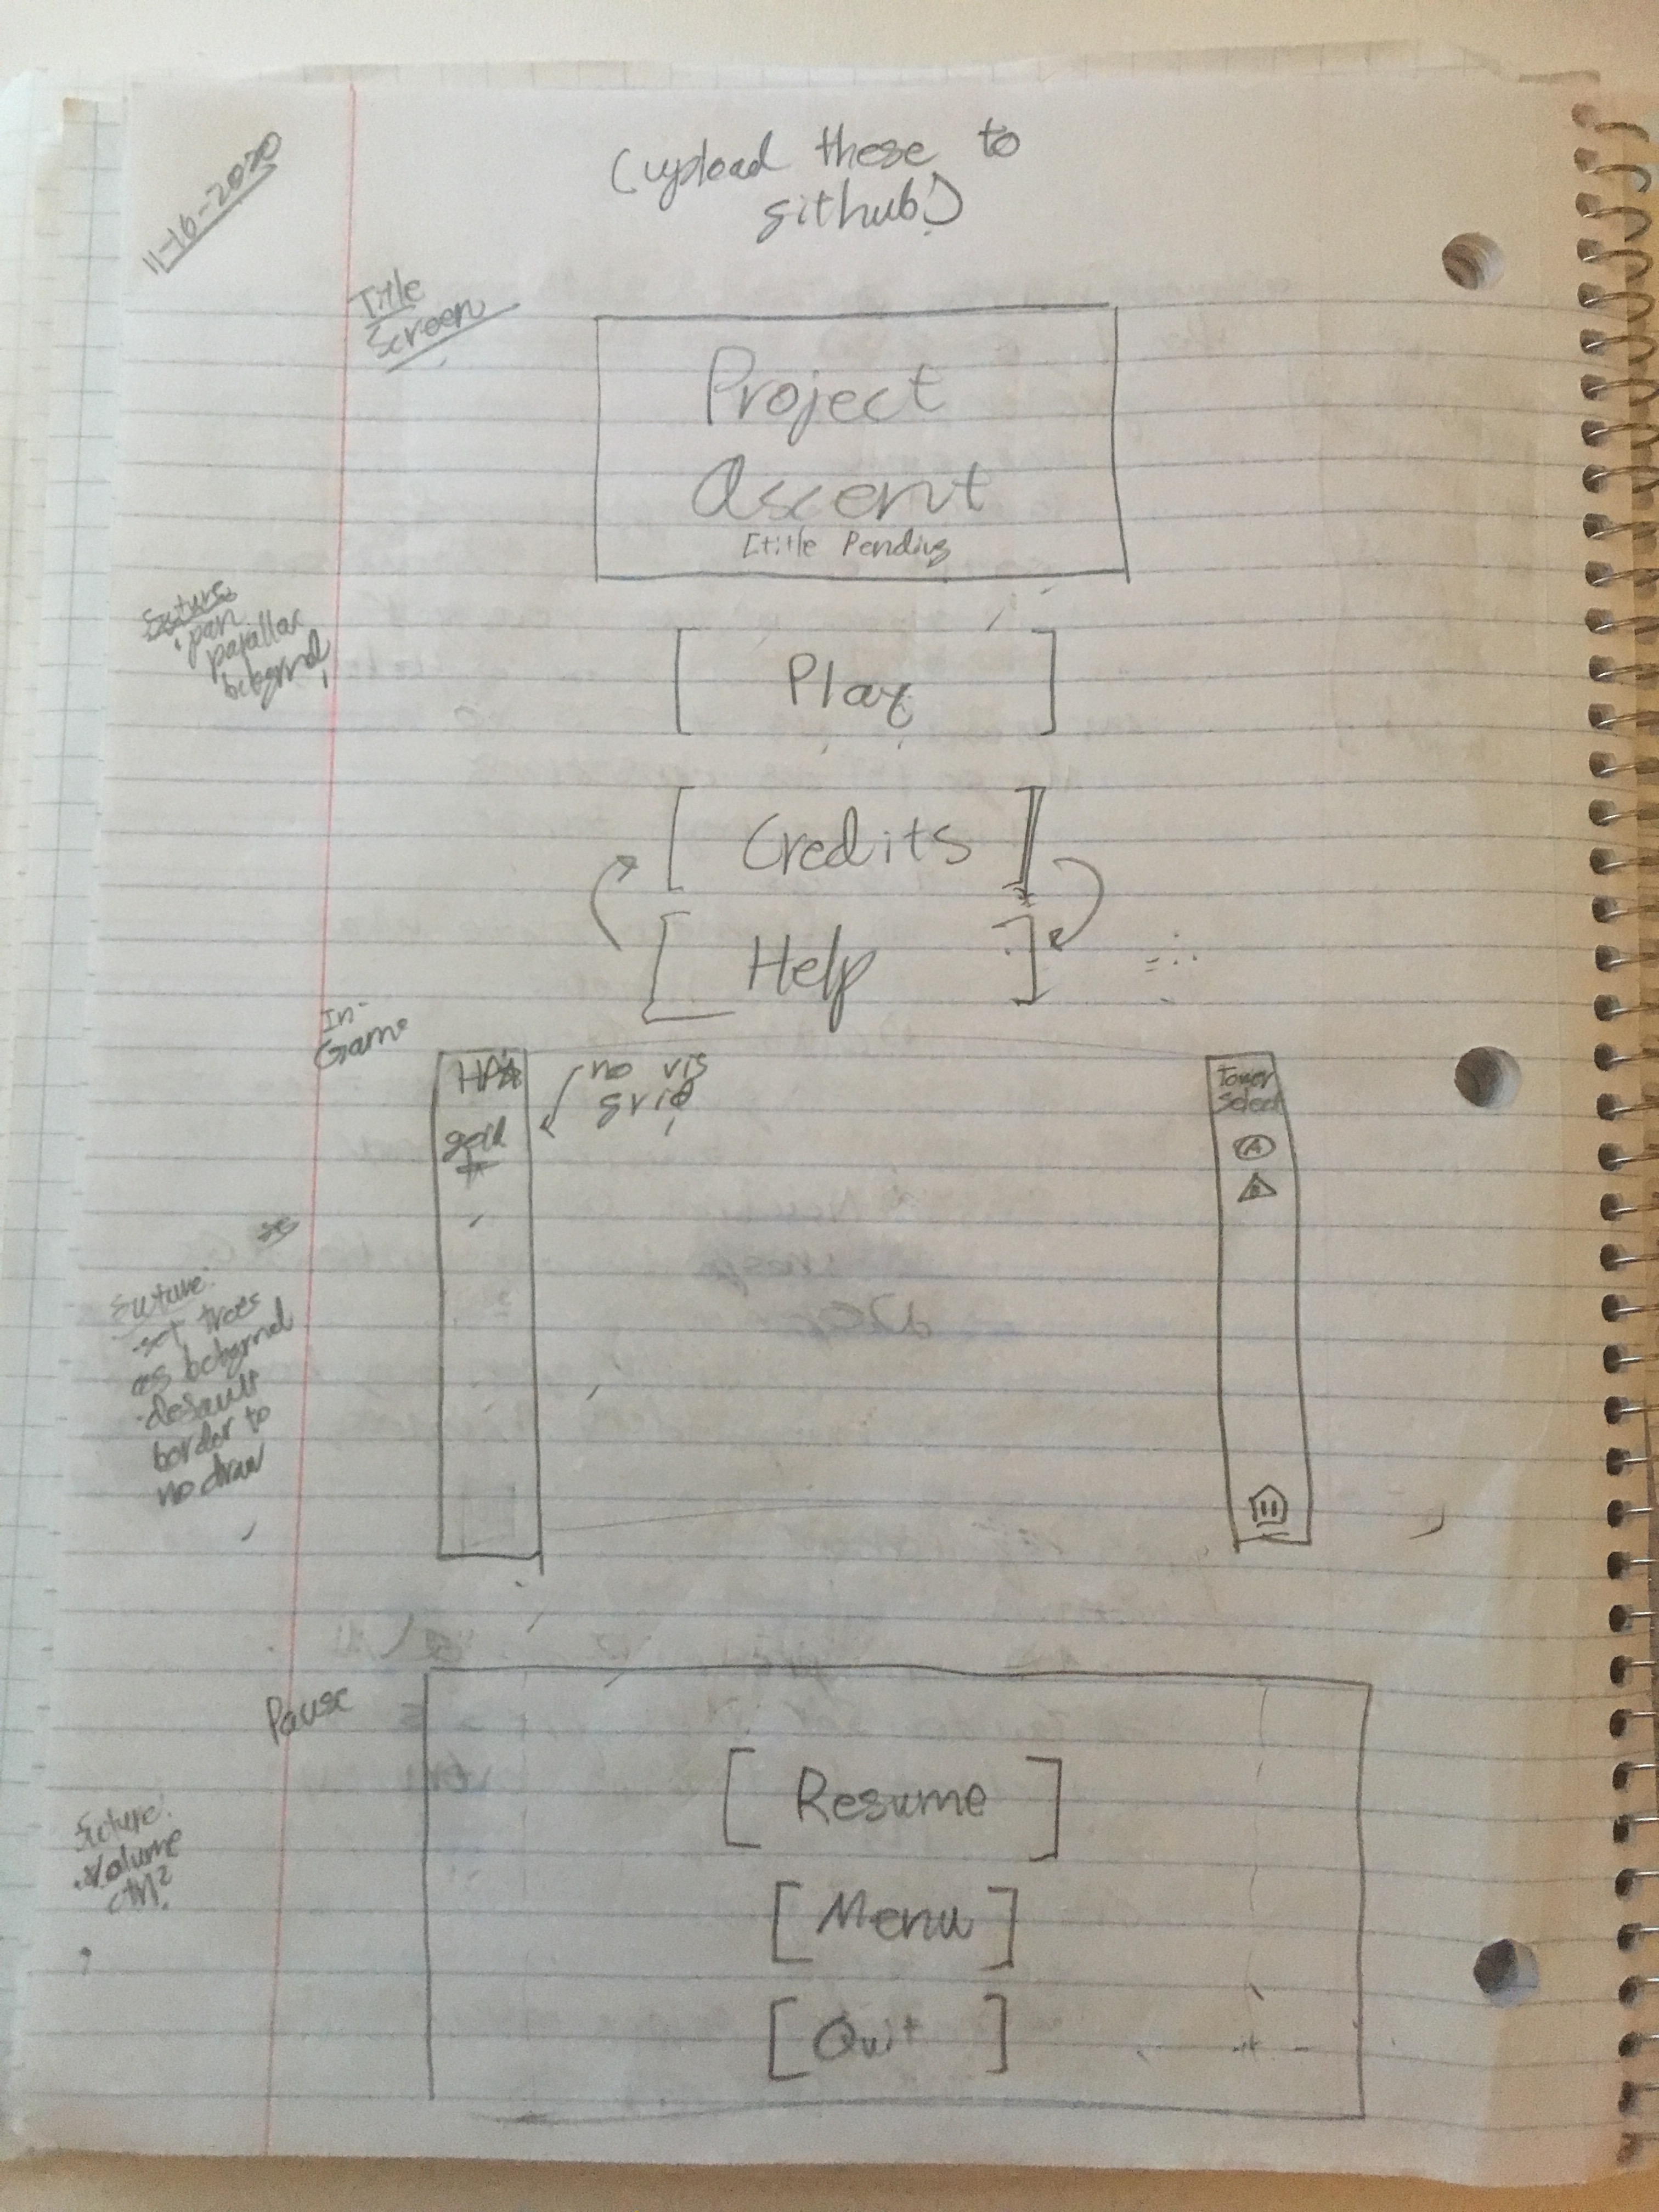 11-16-2020
(upload these to
github!)
Title
Screen
Project
Ascent
[title Pending
Future
·pan
parallax
bckgrnd
[ Play ]
[ Credits ]
[ Help ]
In-
Game
HP
gold
no vis
grid
Tower
Select
A
Future:
·set trees
as bckgrnd
·default
border to
no draw
Pause
[ Resume ]
[ Menu ]
[ Quit ]
Future:
·Volume
ctrl?